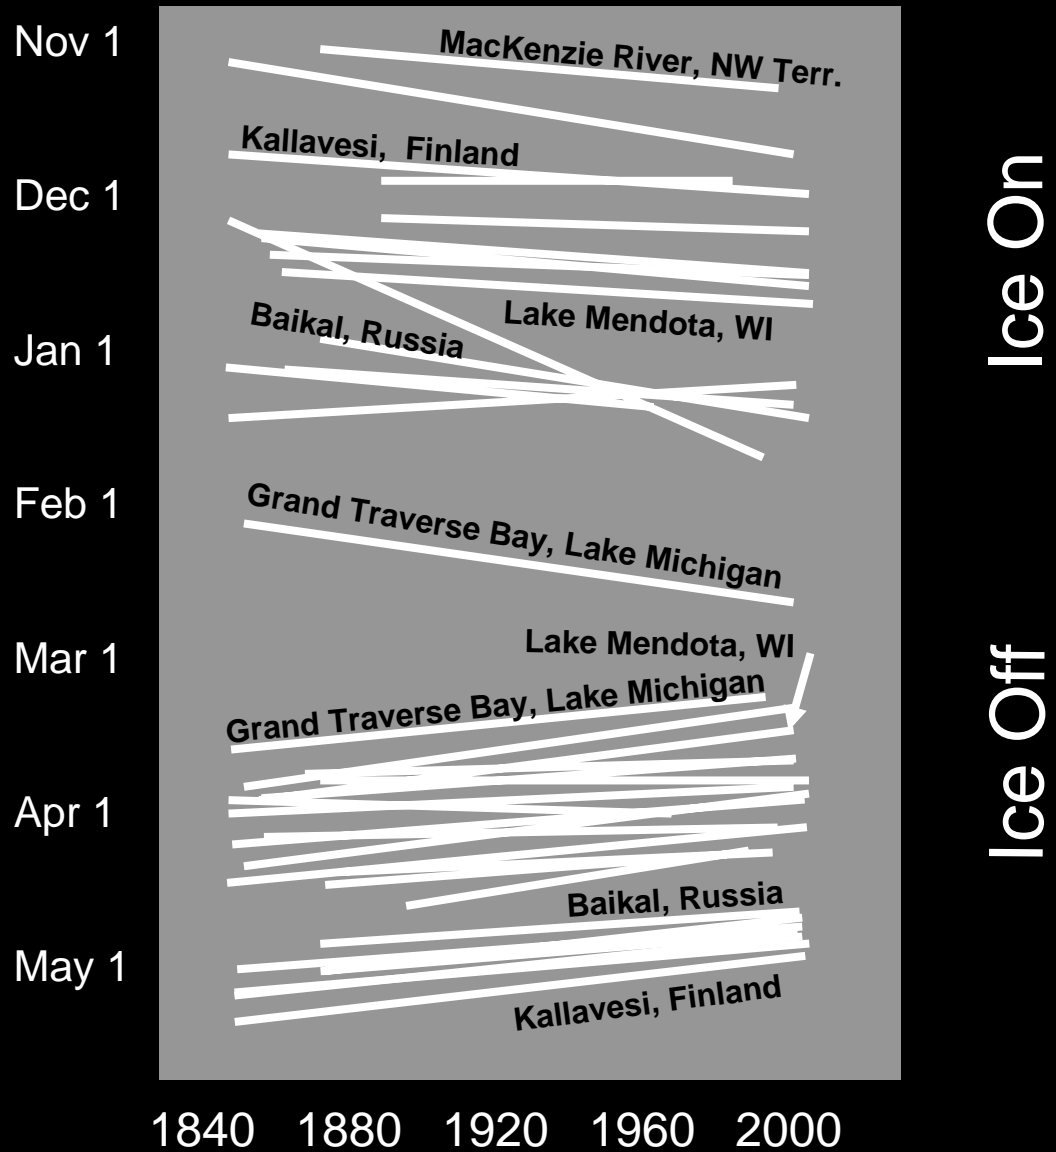 Nov 1
MacKenzie River, NW Terr.
Kallavesi, Finland
Dec 1
Ice On
Lake Mendota, WI
Baikal, Russia
Jan 1
Feb 1
Grand Traverse Bay, Lake Michigan
Mar 1
Lake Mendota, WI
Grand Traverse Bay, Lake Michigan
Ice Off
Apr 1
Baikal, Russia
May 1
Kallavesi, Finland
1840 1880 1920 1960 2000